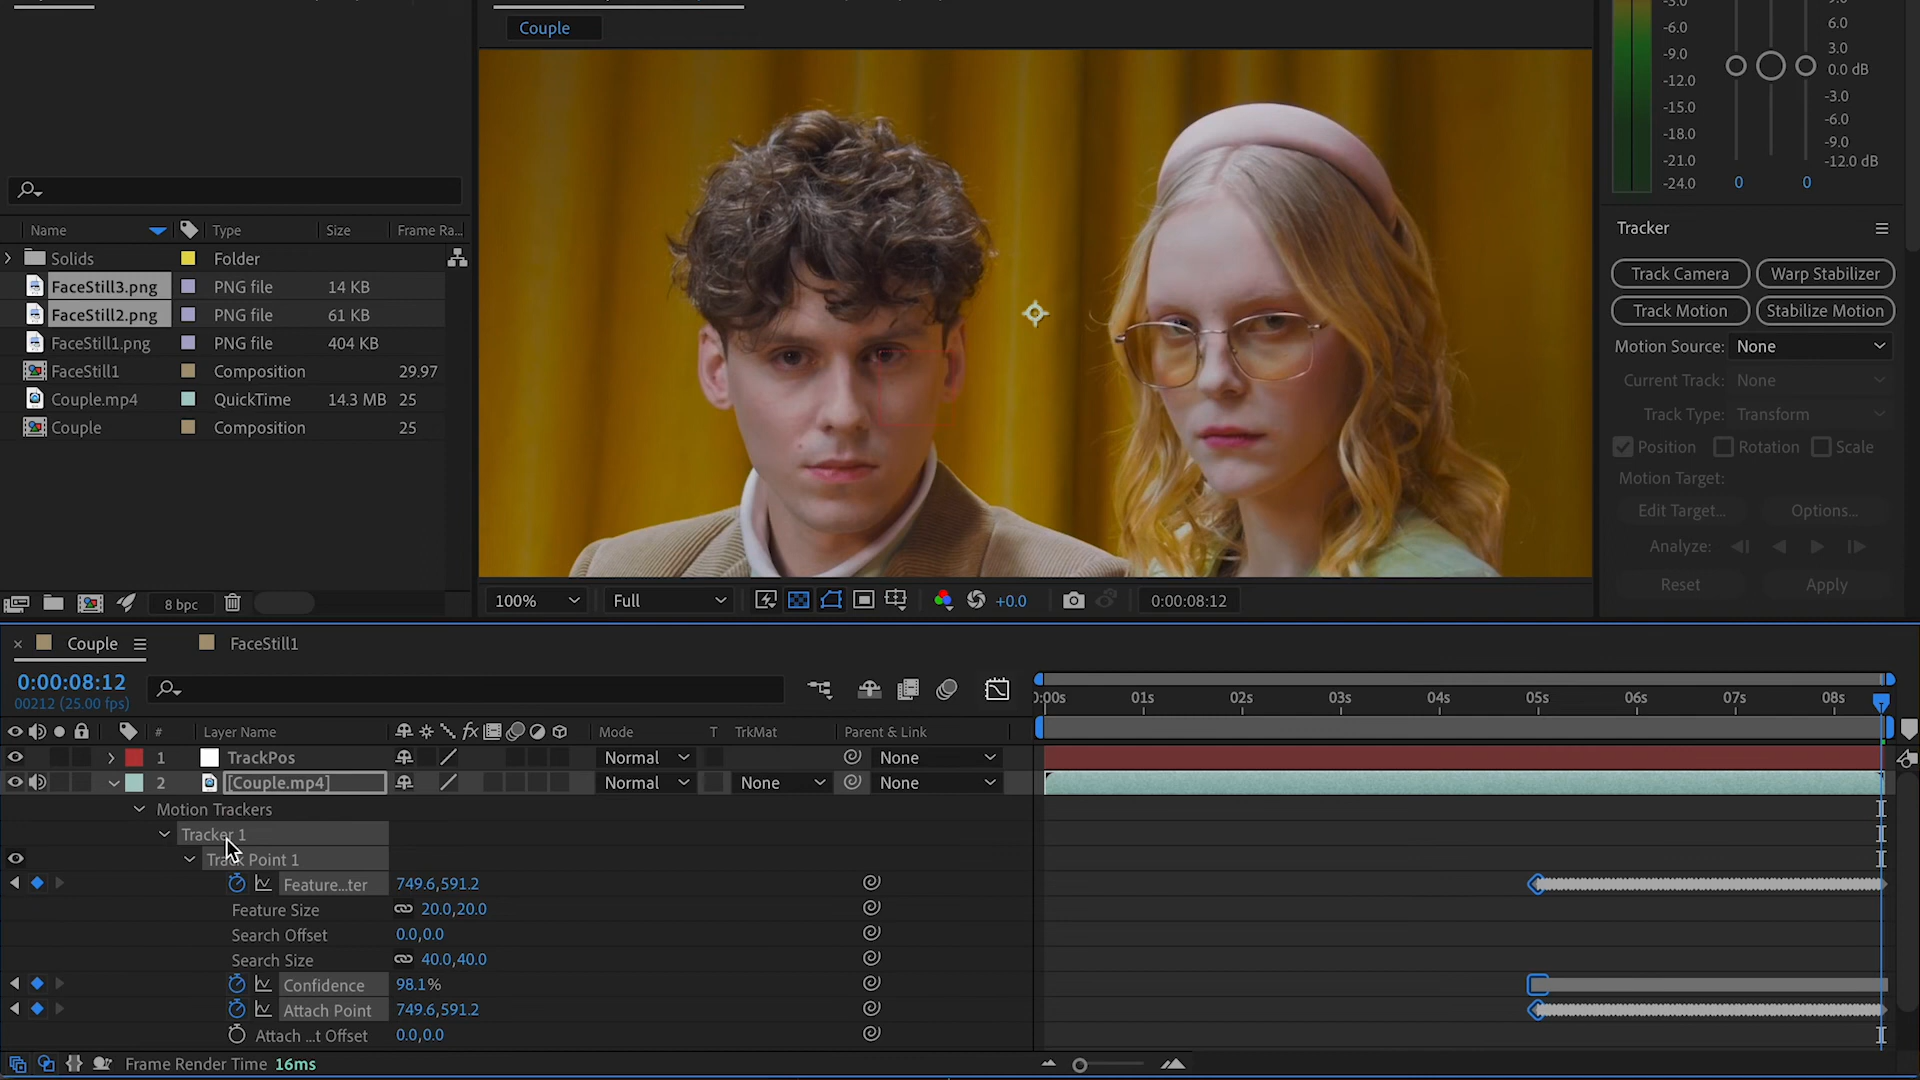 Couple
Name Type Size Frame Ra...
Solids Folder
FaceStill3.png PNG file 14 KB
FaceStill2.png PNG file 61 KB
FaceStill1.png PNG file 404 KB
FaceStill1 Composition 29.97
Couple.mp4 QuickTime 14.3 MB 25
Couple Composition 25
8 bpc
100% Full +0.0 0:00:08:12
-3.0
-6.0
-9.0
-12.0
-15.0
-18.0
-21.0
-24.0
6.0
3.0
0.0 dB
-3.0
-6.0
-9.0
-12.0 dB
0 0
Tracker
Track Camera Warp Stabilizer
Track Motion Stabilize Motion
Motion Source: None
Current Track: None
Track Type: Transform
Position Rotation Scale
Motion Target:
Edit Target... Options...
Analyze:
Reset Apply
× Couple FaceStill1
0:00:08:12
00212 (25.00 fps)
01s 02s 03s 04s 05s 06s 07s 08s
# Layer Name fx Mode T TrkMat Parent & Link
1 TrackPos Normal None
2 [Couple.mp4] Normal None None
Motion Trackers
Tracker 1
Track Point 1
Feature...ter 749.6,591.2
Feature Size 20.0,20.0
Search Offset 0.0,0.0
Search Size 40.0,40.0
Confidence 98.1%
Attach Point 749.6,591.2
Attach ...t Offset 0.0,0.0
Frame Render Time 16ms